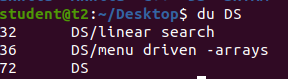 student@t2:~/Desktop$ du DS
32 DS/linear search
36 DS/menu driven -arrays
72 DS